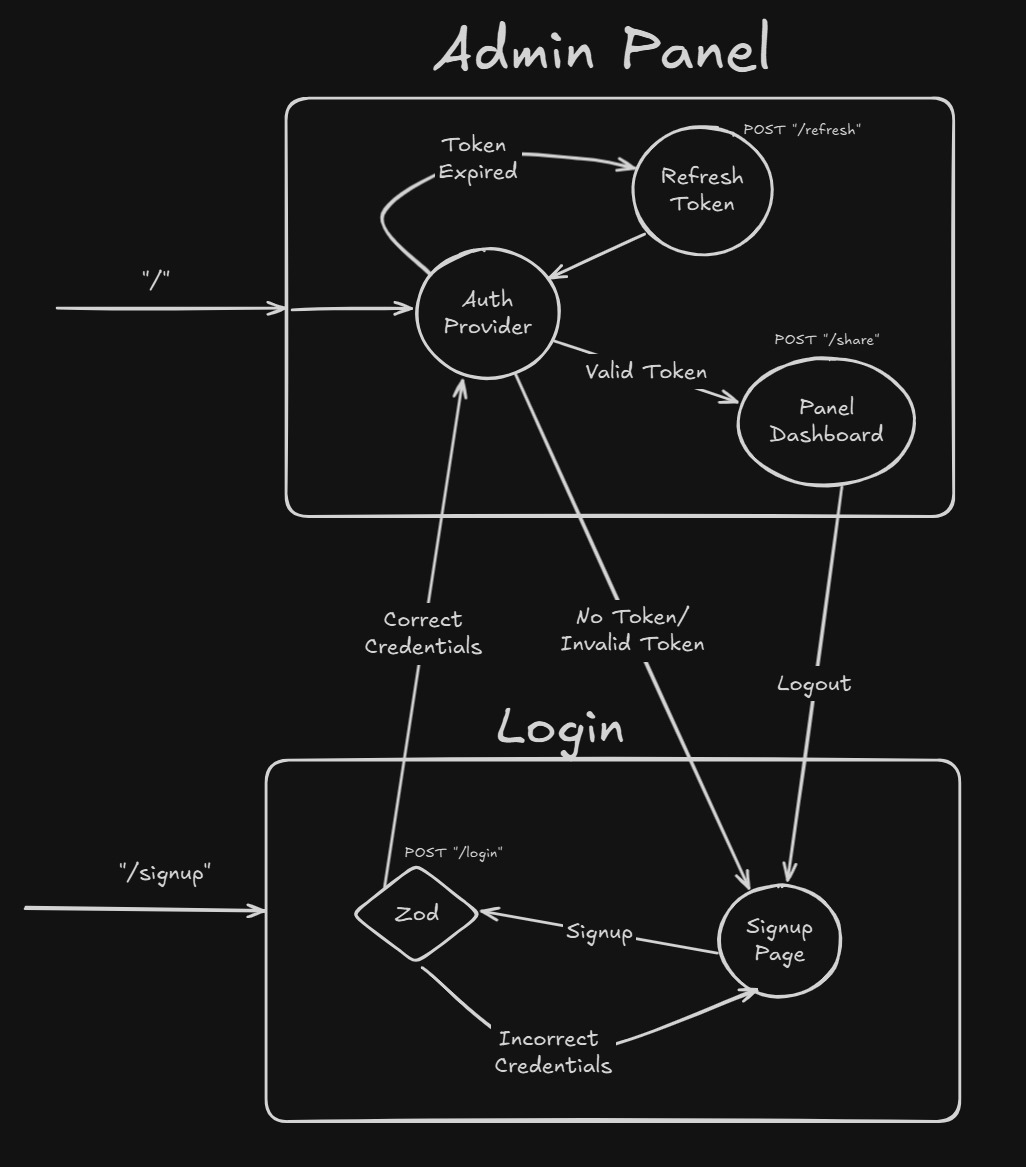 Admin Panel
POST "/refresh"
Token
Expired
Refresh
Token
"/"
Auth
Provider
POST "/share"
Valid Token
Panel
Dashboard
Correct
Credentials
No Token/
Invalid Token
Logout
Login
POST "/login"
"/signup"
Zod
Signup
Signup
Page
Incorrect
Credentials